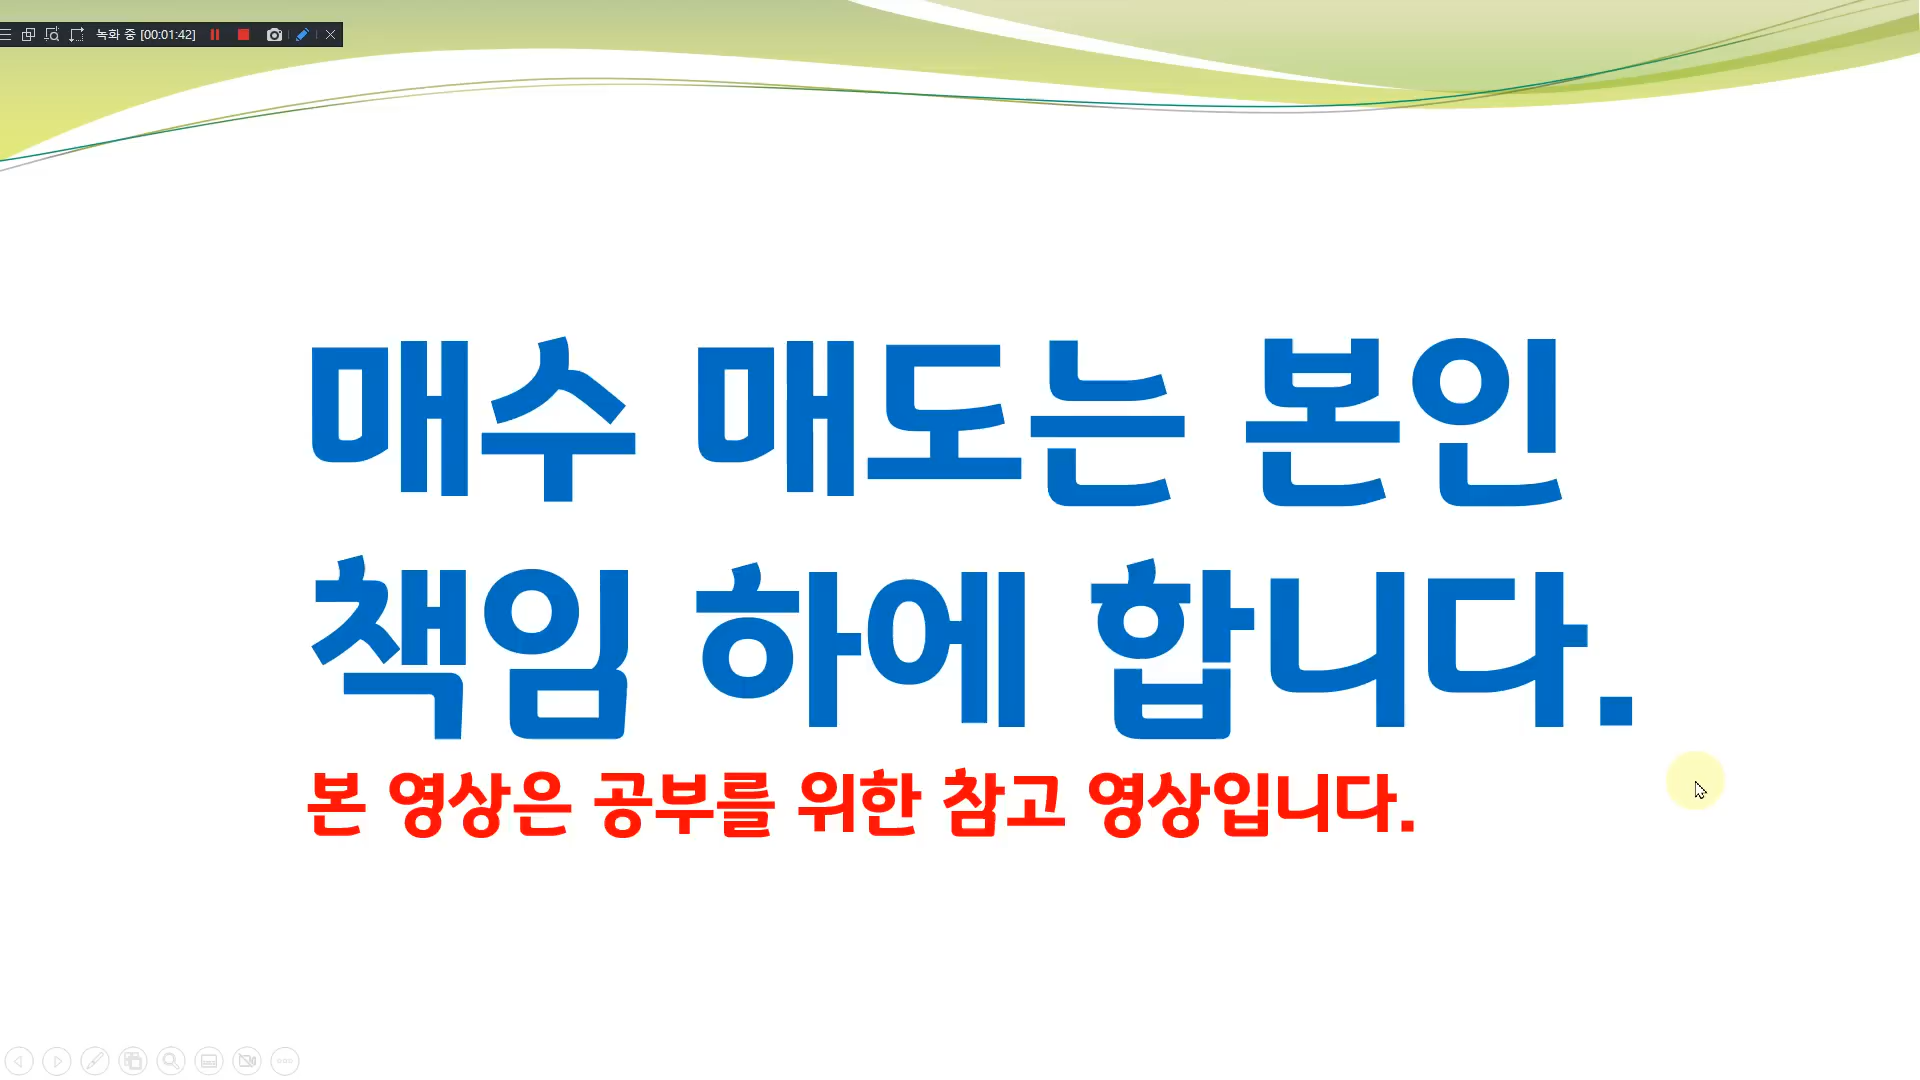 녹화 중 [00:01:42]
매수 매도는 본인
책임 하에 합니다.
본 영상은 공부를 위한 참고 영상입니다.